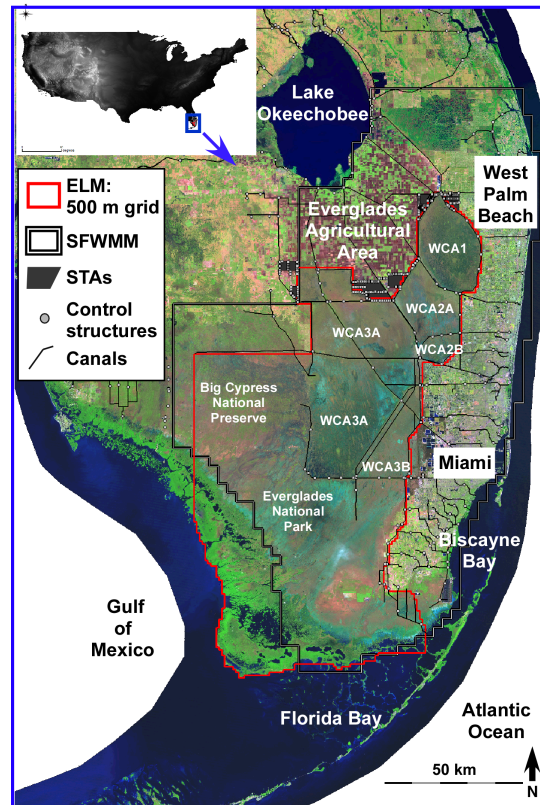 Lake
Okeechobee
ELM:
500 m grid
SFWMM
STAs
Control
structures
Canals
West
Palm
Beach
Everglades
Agricultural
Area
WCA1
WCA2A
WCA3A
WCA2B
Big Cypress
National
Preserve
WCA3A
WCA3B
Miami
Everglades
National
Park
Biscayne
Bay
Gulf
of
Mexico
Florida Bay
Atlantic
Ocean
50 km
N